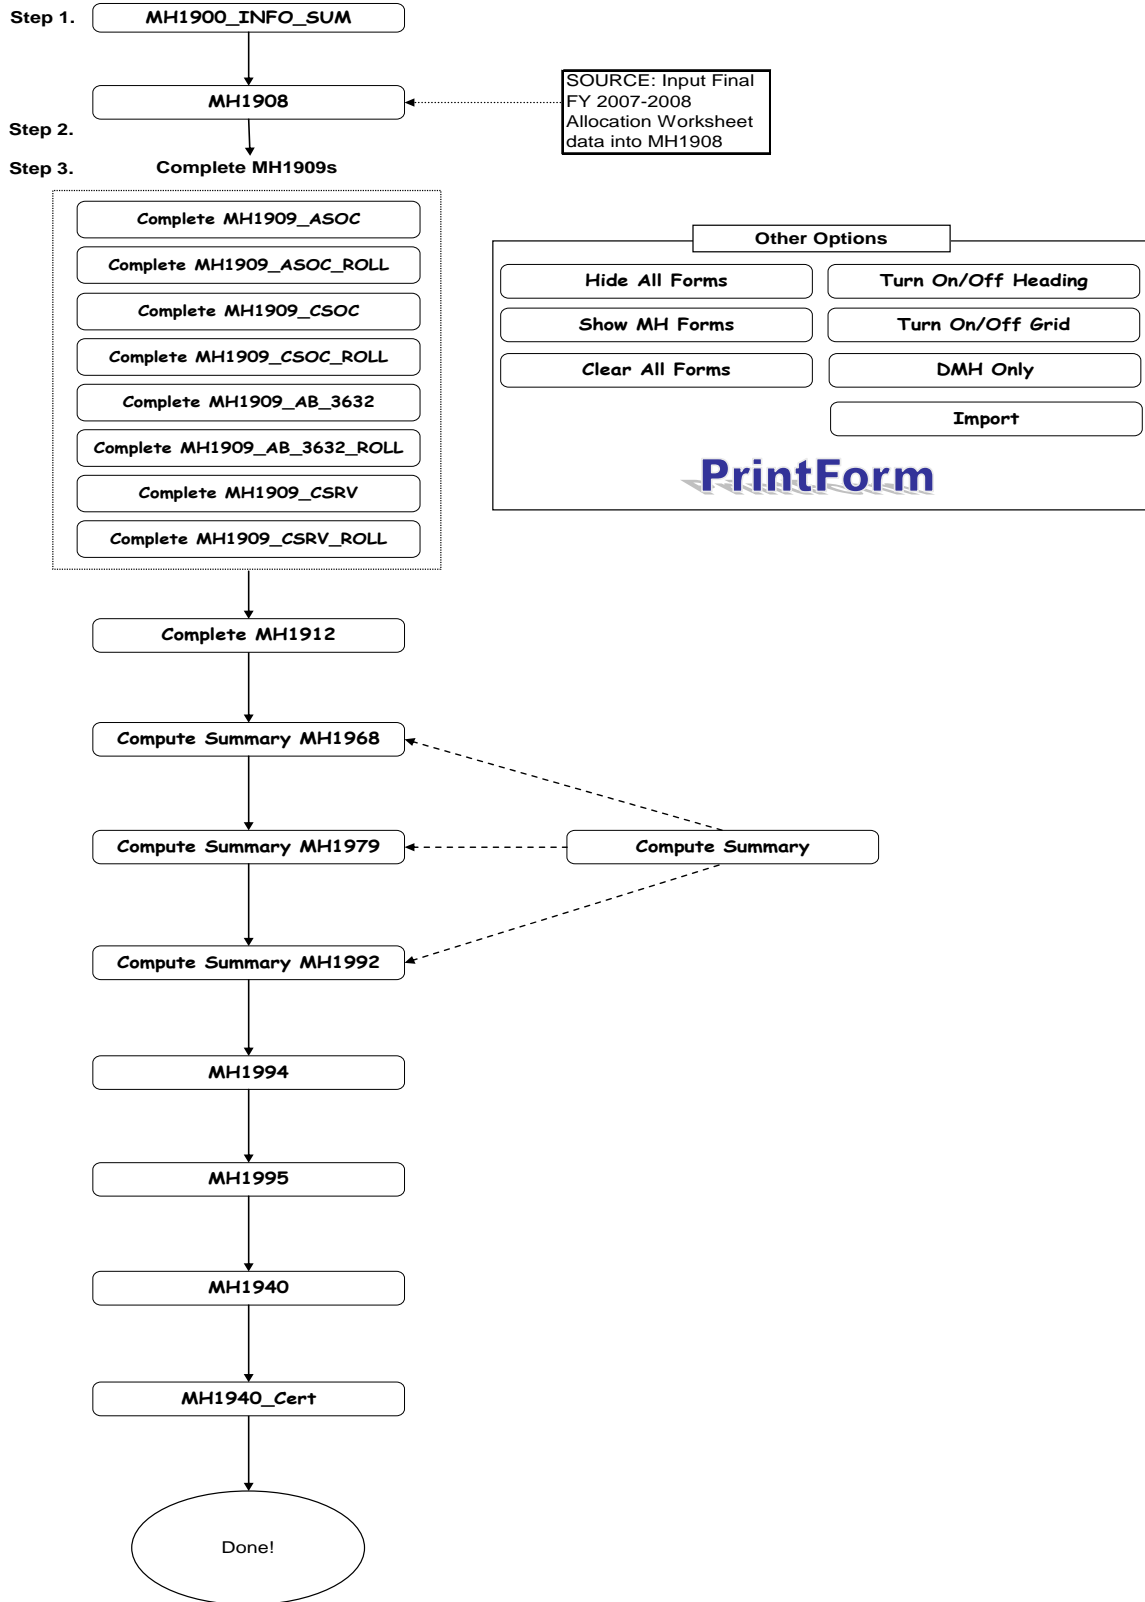 Step 1.
MH1900_INFO_SUM
MH1908
SOURCE: Input Final
FY 2007-2008
Allocation Worksheet
data into MH1908
Step 2.
Step 3.
Complete MH1909s
Complete MH1909_ASOC
Complete MH1909_ASOC_ROLL
Complete MH1909_CSOC
Complete MH1909_CSOC_ROLL
Complete MH1909_AB_3632
Complete MH1909_AB_3632_ROLL
Complete MH1909_CSRV
Complete MH1909_CSRV_ROLL
Other Options
Hide All Forms
Turn On/Off Heading
Show MH Forms
Turn On/Off Grid
Clear All Forms
DMH Only
Import
PrintForm
Complete MH1912
Compute Summary MH1968
Compute Summary MH1979
Compute Summary
Compute Summary MH1992
MH1994
MH1995
MH1940
MH1940_Cert
Done!